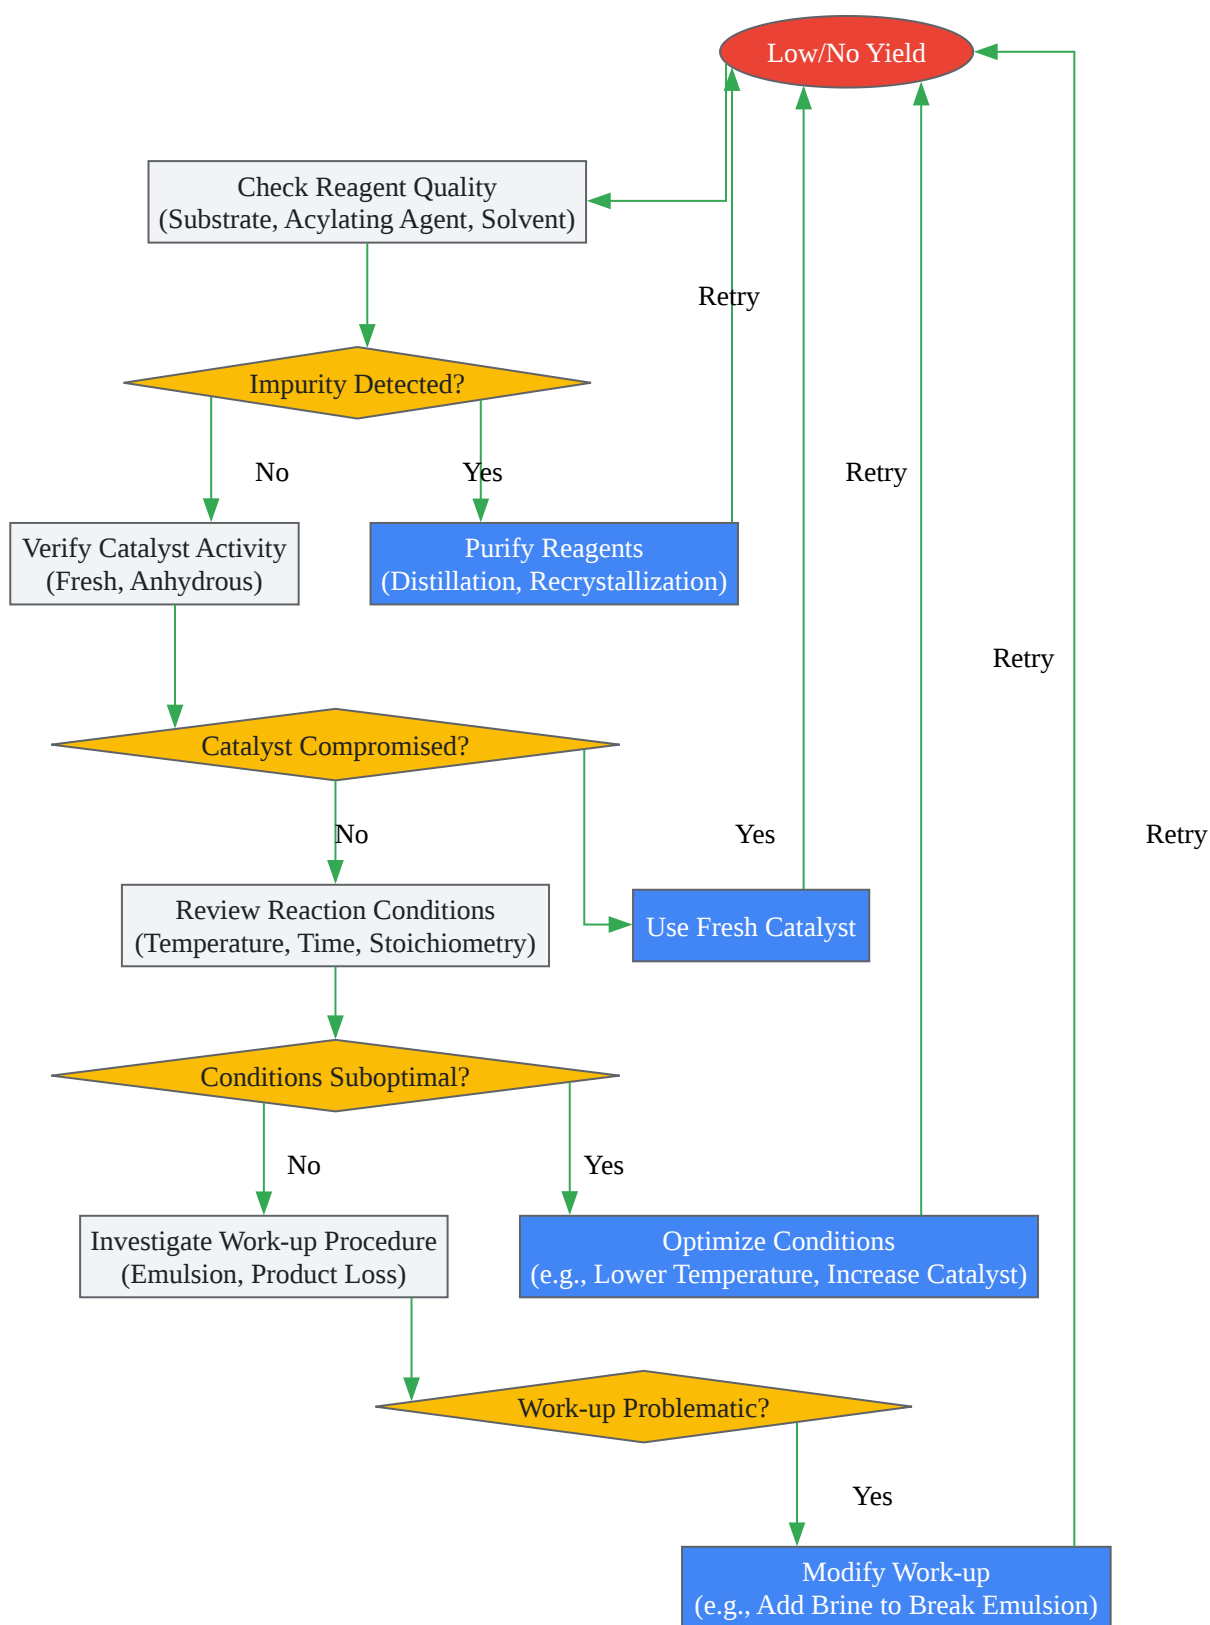 Low/No Yield
Check Reagent Quality
(Substrate, Acylating Agent, Solvent)
Retry
Impurity Detected?
No
Yes
Retry
Verify Catalyst Activity
(Fresh, Anhydrous)
Purify Reagents
(Distillation, Recrystallization)
Retry
Catalyst Compromised?
No
Yes
Retry
Review Reaction Conditions
(Temperature, Time, Stoichiometry)
Use Fresh Catalyst
Conditions Suboptimal?
No
Yes
Investigate Work-up Procedure
(Emulsion, Product Loss)
Optimize Conditions
(e.g., Lower Temperature, Increase Catalyst)
Work-up Problematic?
Yes
Modify Work-up
(e.g., Add Brine to Break Emulsion)